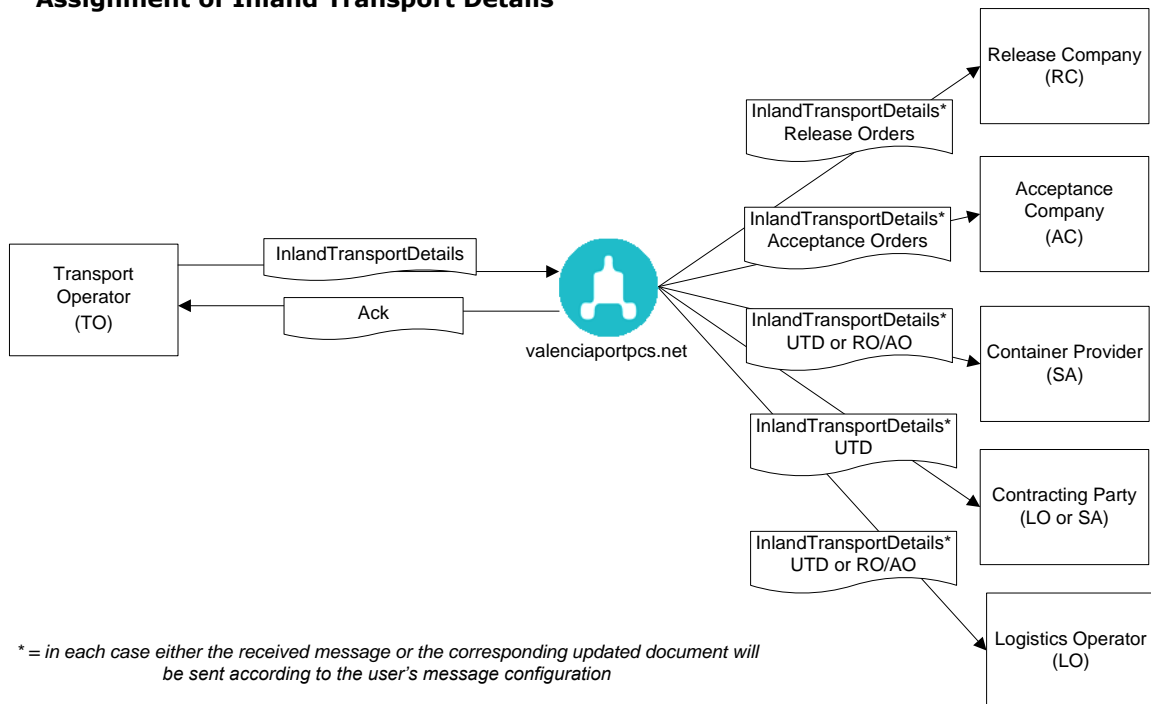 Assignment of Inland Transport Details
Release Company
(RC)
InlandTransportDetails*
Release Orders
Acceptance
Company
(AC)
InlandTransportDetails*
Acceptance Orders
Transport
Operator
(TO)
InlandTransportDetails
Ack
valenciaportpcs.net
InlandTransportDetails*
UTD or RO/AO
Container Provider
(SA)
InlandTransportDetails*
UTD
Contracting Party
(LO or SA)
InlandTransportDetails*
UTD or RO/AO
Logistics Operator
(LO)
* = in each case either the received message or the corresponding updated document will
be sent according to the user's message configuration